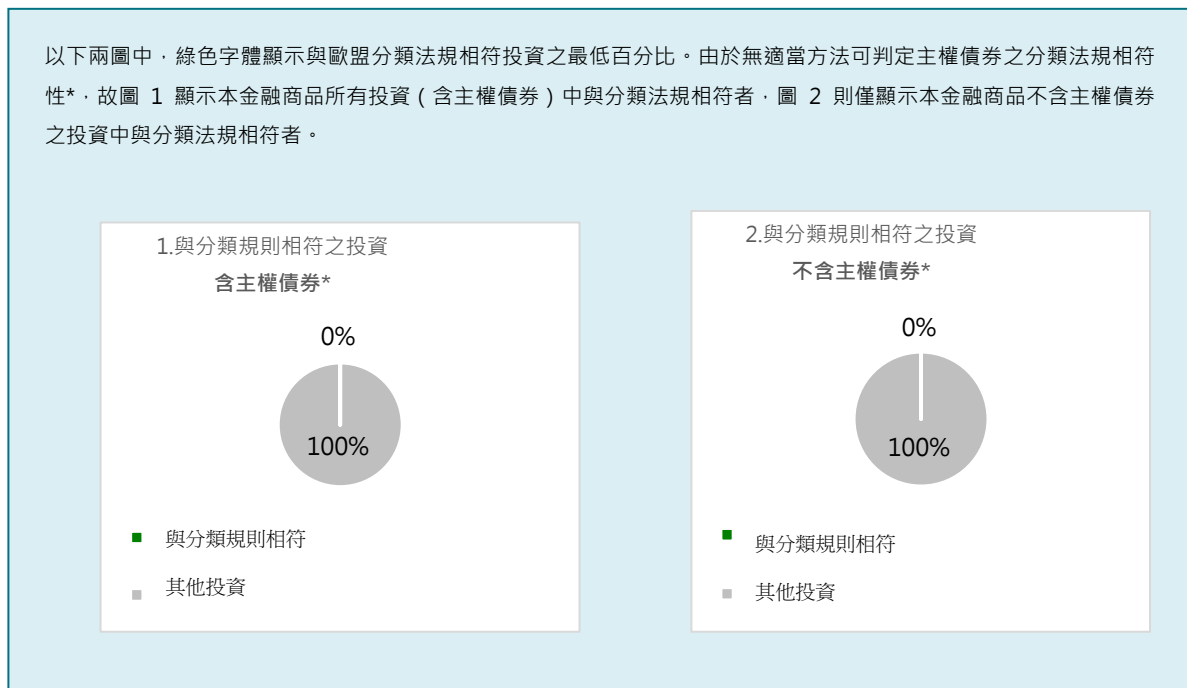 以下兩圖中，綠色字體顯示與歐盟分類法規相符投資之最低百分比。由於無適當方法可判定主權債券之分類法規相符
性*，故圖 1 顯示本金融商品所有投資（含主權債券）中與分類法規相符者，圖 2 則僅顯示本金融商品不含主權債券
之投資中與分類法規相符者。
1.與分類規則相符之投資
含主權債券*
0%
100%
與分類規則相符
其他投資
2.與分類規則相符之投資
不含主權債券*
0%
100%
與分類規則相符
其他投資